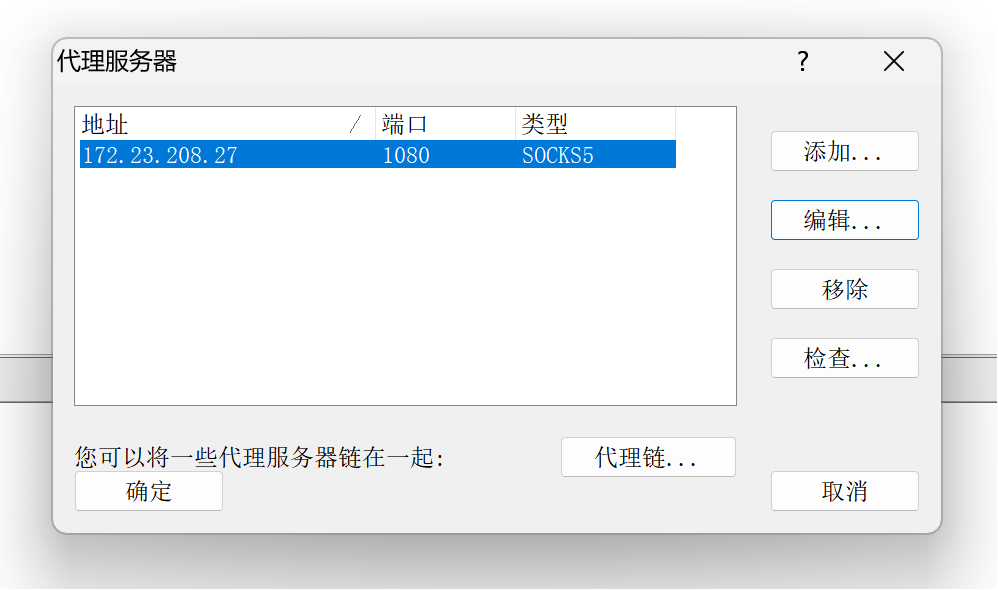 代理服务器 ?
地址 / 端口 类型
172.23.208.27 1080 SOCKS5
添加...
编辑...
移除
检查...
您可以将一些代理服务器链在一起:
代理链...
确定
取消